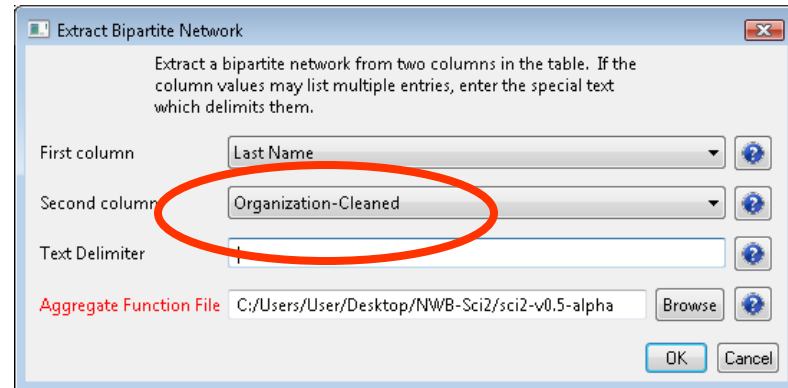 Extract Bipartite Network
Extract a bipartite network from two columns in the table. If the
column values may list multiple entries, enter the special text
which delimits them.
First column Last Name
Second column Organization-Cleaned
Text Delimiter |
Aggregate Function File C:/Users/User/Desktop/NWB-Sci2/sci2-v0.5-alpha Browse
OK Cancel